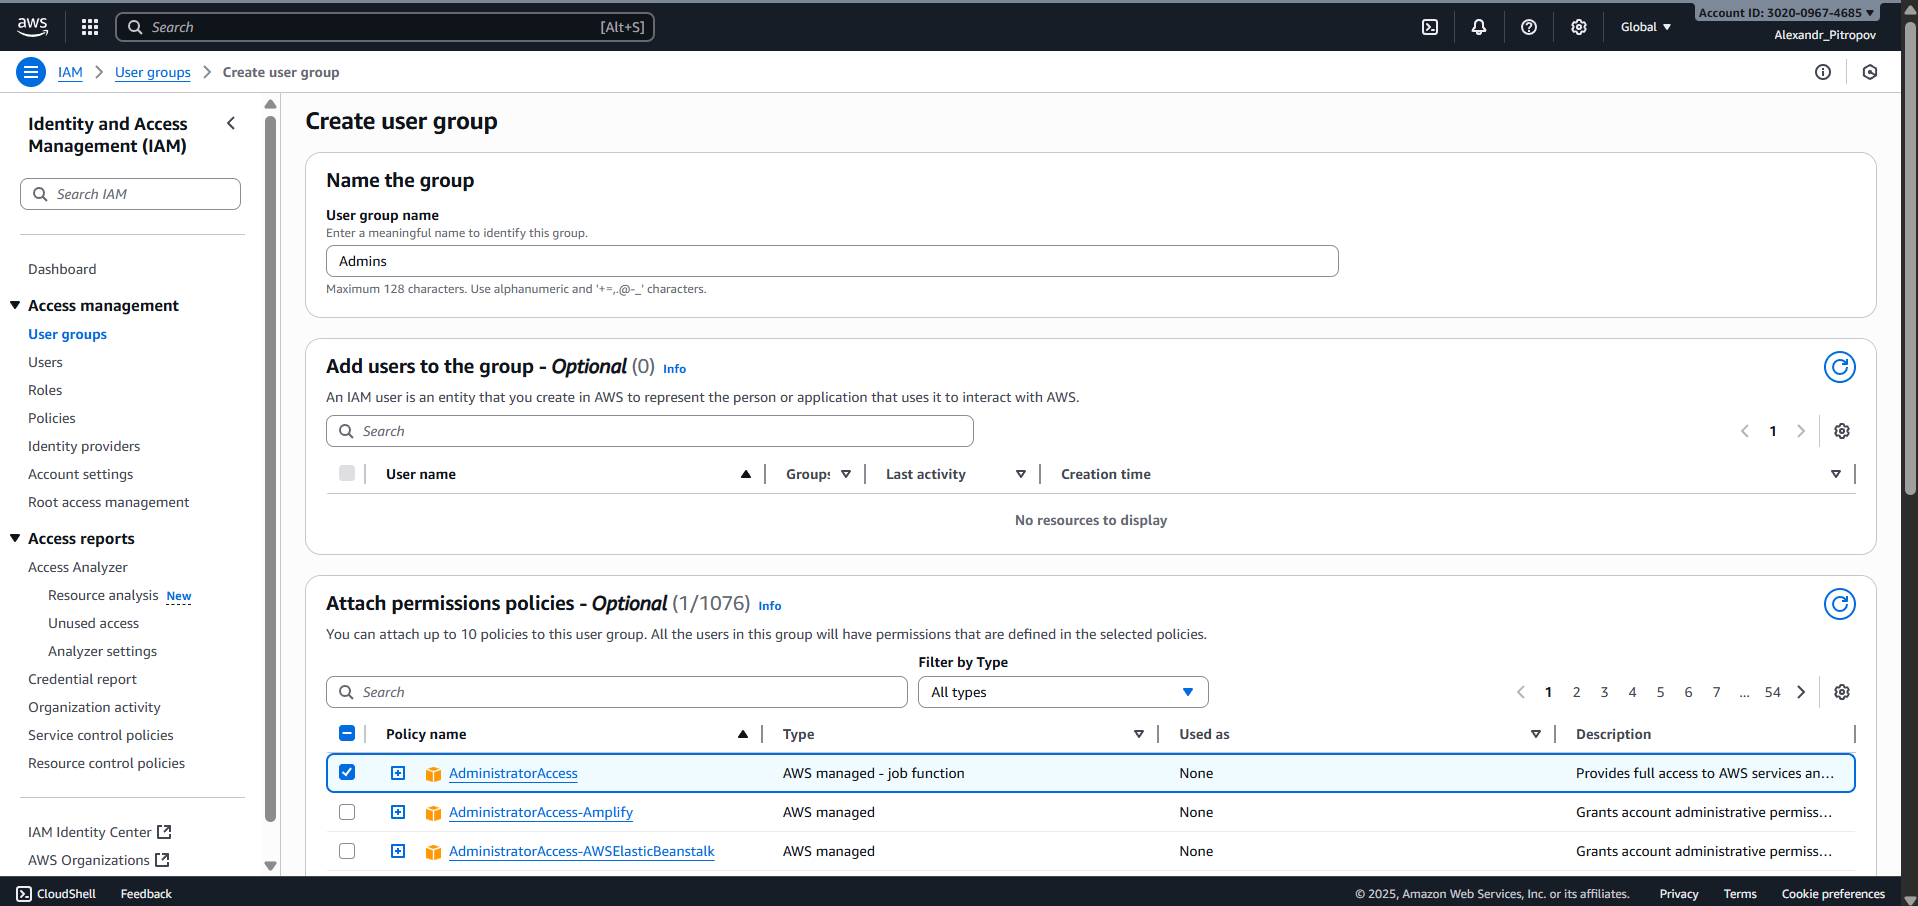 aws
Search [Alt+S]
Global
Account ID: 3020-0967-4685
Alexandr_Pitropov
IAM User groups Create user group
Identity and Access
Management (IAM)
Search IAM
Dashboard
Access management
User groups
Users
Roles
Policies
Identity providers
Account settings
Root access management
Access reports
Access Analyzer
Resource analysis New
Unused access
Analyzer settings
Credential report
Organization activity
Service control policies
Resource control policies
IAM Identity Center
AWS Organizations
Create user group
Name the group
User group name
Enter a meaningful name to identify this group.
Admins
Maximum 128 characters. Use alphanumeric and '+=,.@-_' characters.
Add users to the group - Optional (0) Info
An IAM user is an entity that you create in AWS to represent the person or application that uses it to interact with AWS.
Search
1
User name Groups Last activity Creation time
No resources to display
Attach permissions policies - Optional (1/1076) Info
You can attach up to 10 policies to this user group. All the users in this group will have permissions that are defined in the selected policies.
Filter by Type
Search All types 1 2 3 4 5 6 7 ... 54
Policy name Type Used as Description
AdministratorAccess AWS managed - job function None Provides full access to AWS services an...
AdministratorAccess-Amplify AWS managed None Grants account administrative permiss...
AdministratorAccess-AWSElasticBeanstalk AWS managed None Grants account administrative permiss...
CloudShell Feedback © 2025, Amazon Web Services, Inc. or its affiliates. Privacy Terms Cookie preferences